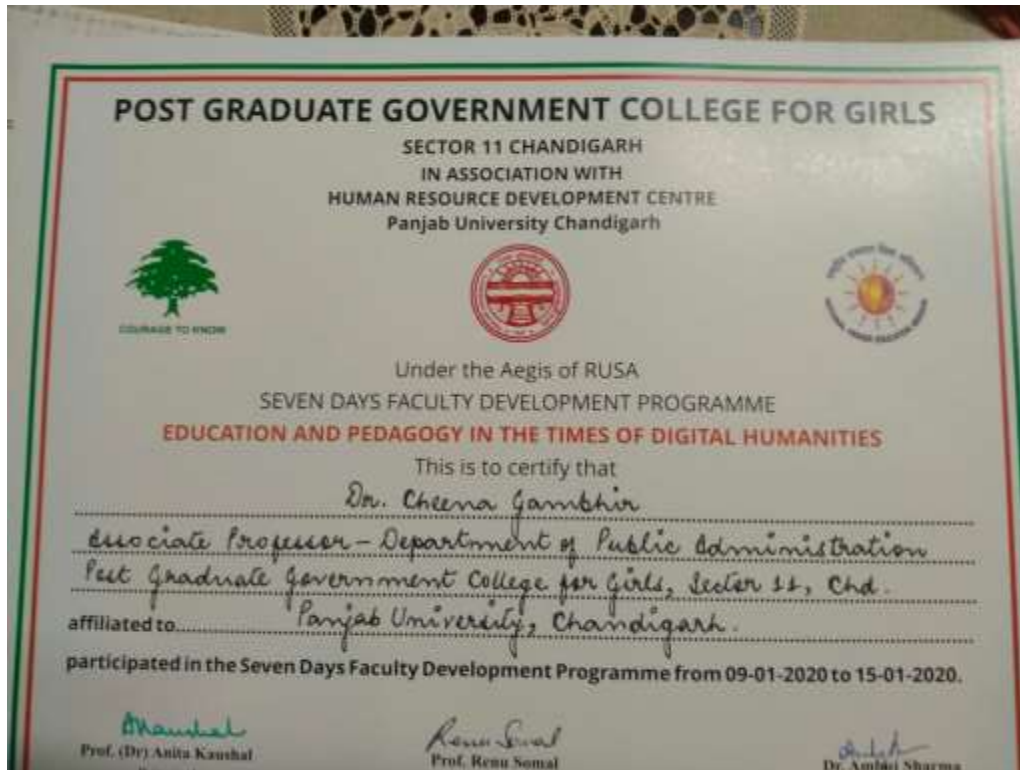 POST GRADUATE GOVERNMENT COLLEGE FOR GIRLS
SECTOR 11 CHANDIGARH
IN ASSOCIATION WITH
HUMAN RESOURCE DEVELOPMENT CENTRE
Panjab University Chandigarh
COURAGE TO KNOW
Under the Aegis of RUSA
SEVEN DAYS FACULTY DEVELOPMENT PROGRAMME
EDUCATION AND PEDAGOGY IN THE TIMES OF DIGITAL HUMANITIES
This is to certify that
Dr. Cheena Gambhir
Associate Professor - Department of Public Administration
Post Graduate Government College for Girls, Sector 11, Chd.
affiliated to Panjab University, Chandigarh.
participated in the Seven Days Faculty Development Programme from 09-01-2020 to 15-01-2020.
AKaushal
Renu Somal
Prof. (Dr) Anita Kaushal
Prof. Renu Somal
Dr. Ambuj Sharma